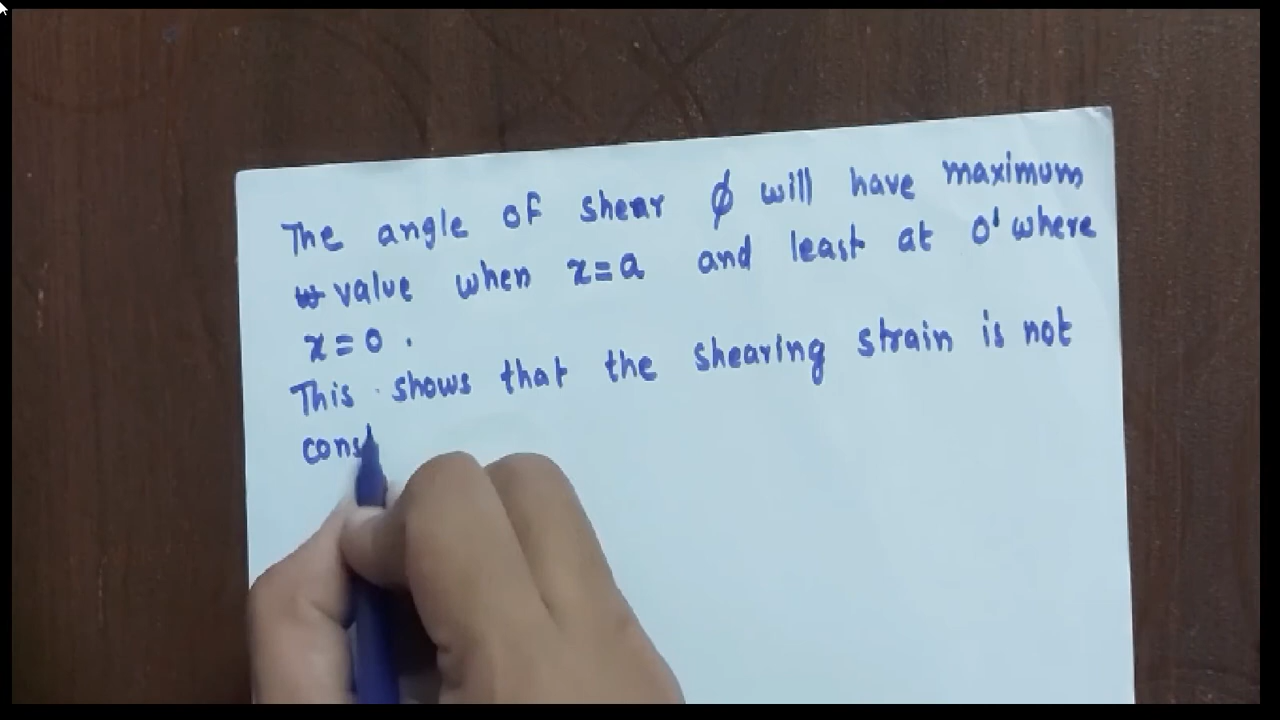 The angle of shear ϕ will have maximum
value when x=a and least at O' where
x=0.
This shows that the shearing strain is not
cons